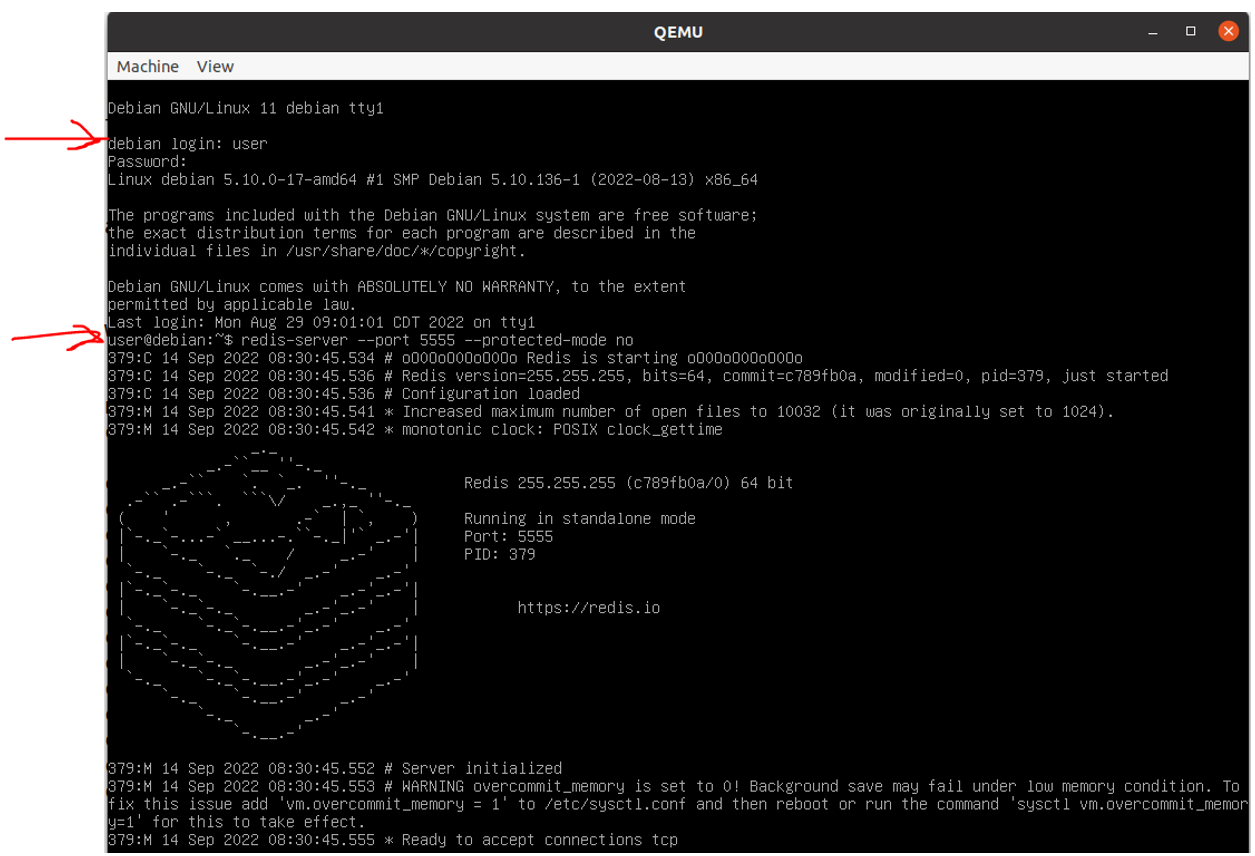 QEMU
Machine View
Debian GNU/Linux 11 debian tty1
debian login: user
Password:
Linux debian 5.10.0-17-amd64 #1 SMP Debian 5.10.136-1 (2022-08-13) x86_64
The programs included with the Debian GNU/Linux system are free software;
the exact distribution terms for each program are described in the
individual files in /usr/share/doc/*/copyright.
Debian GNU/Linux comes with ABSOLUTELY NO WARRANTY, to the extent
permitted by applicable law.
Last login: Mon Aug 29 09:01:01 CDT 2022 on tty1
user@debian:~$ redis-server --port 5555 --protected-mode no
379:C 14 Sep 2022 08:30:45.534 # oO0OoO0OoO0Oo Redis is starting oO0OoO0OoO0Oo
379:C 14 Sep 2022 08:30:45.536 # Redis version=255.255.255, bits=64, commit=c789fb0a, modified=0, pid=379, just started
379:C 14 Sep 2022 08:30:45.536 # Configuration loaded
379:M 14 Sep 2022 08:30:45.541 * Increased maximum number of open files to 10032 (it was originally set to 1024).
379:M 14 Sep 2022 08:30:45.542 * monotonic clock: POSIX clock_gettime
Redis 255.255.255 (c789fb0a/0) 64 bit
Running in standalone mode
Port: 5555
PID: 379
https://redis.io
379:M 14 Sep 2022 08:30:45.552 # Server initialized
379:M 14 Sep 2022 08:30:45.553 # WARNING overcommit_memory is set to 0! Background save may fail under low memory condition. To
fix this issue add 'vm.overcommit_memory = 1' to /etc/sysctl.conf and then reboot or run the command 'sysctl vm.overcommit_memor
y=1' for this to take effect.
379:M 14 Sep 2022 08:30:45.555 * Ready to accept connections tcp